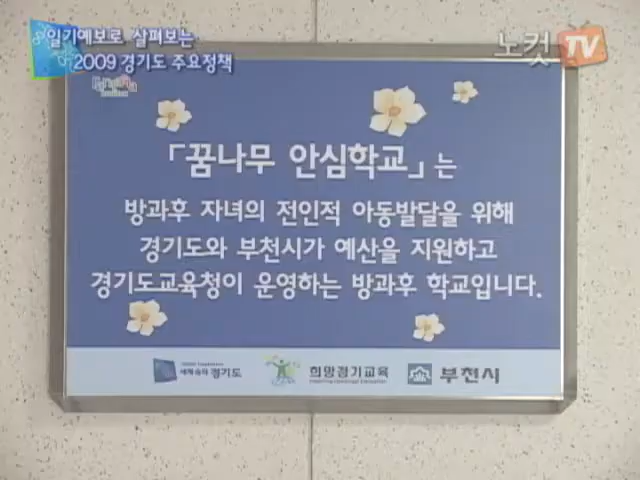 일기예보로 살펴보는
2009 경기도 주요정책
노컷TV
「꿈나무 안심학교」는
방과후 자녀의 전인적 아동발달을 위해
경기도와 부천시가 예산을 지원하고
경기도교육청이 운영하는 방과후 학교입니다.
세계속의 경기도
희망경기교육
부천시